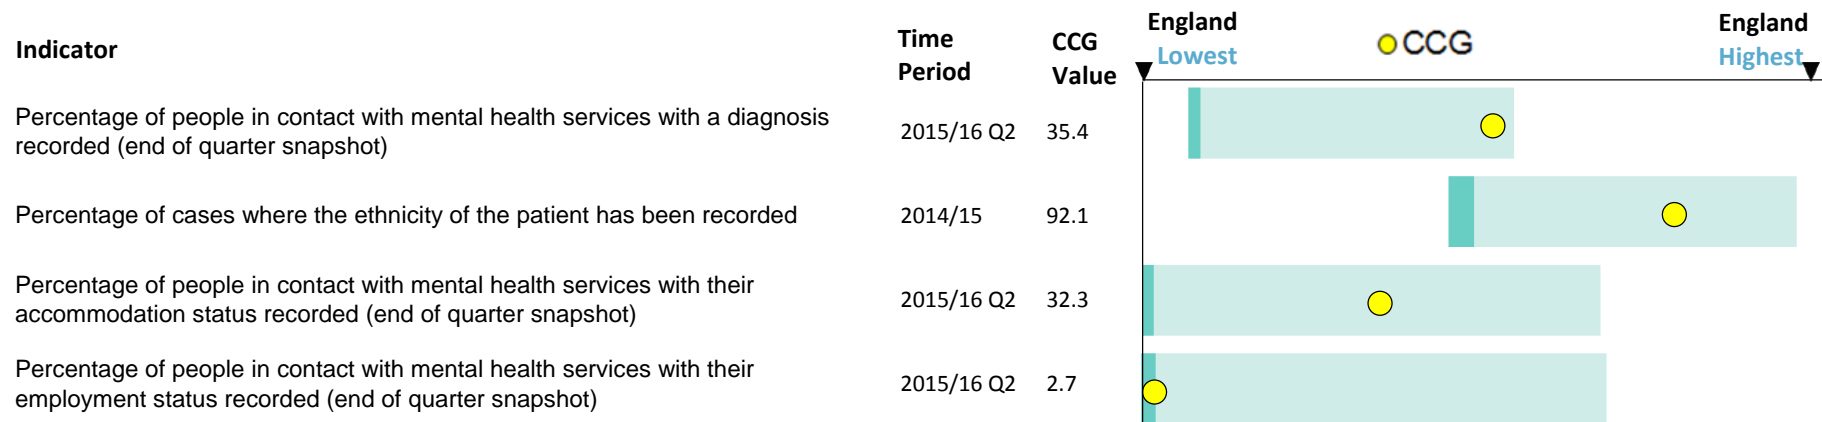 Indicator
Time
Period
CCG
Value
England
Lowest
CCG
England
Highest
Percentage of people in contact with mental health services with a diagnosis
recorded (end of quarter snapshot)
2015/16 Q2
35.4
Percentage of cases where the ethnicity of the patient has been recorded
2014/15
92.1
Percentage of people in contact with mental health services with their
accommodation status recorded (end of quarter snapshot)
2015/16 Q2
32.3
Percentage of people in contact with mental health services with their
employment status recorded (end of quarter snapshot)
2015/16 Q2
2.7